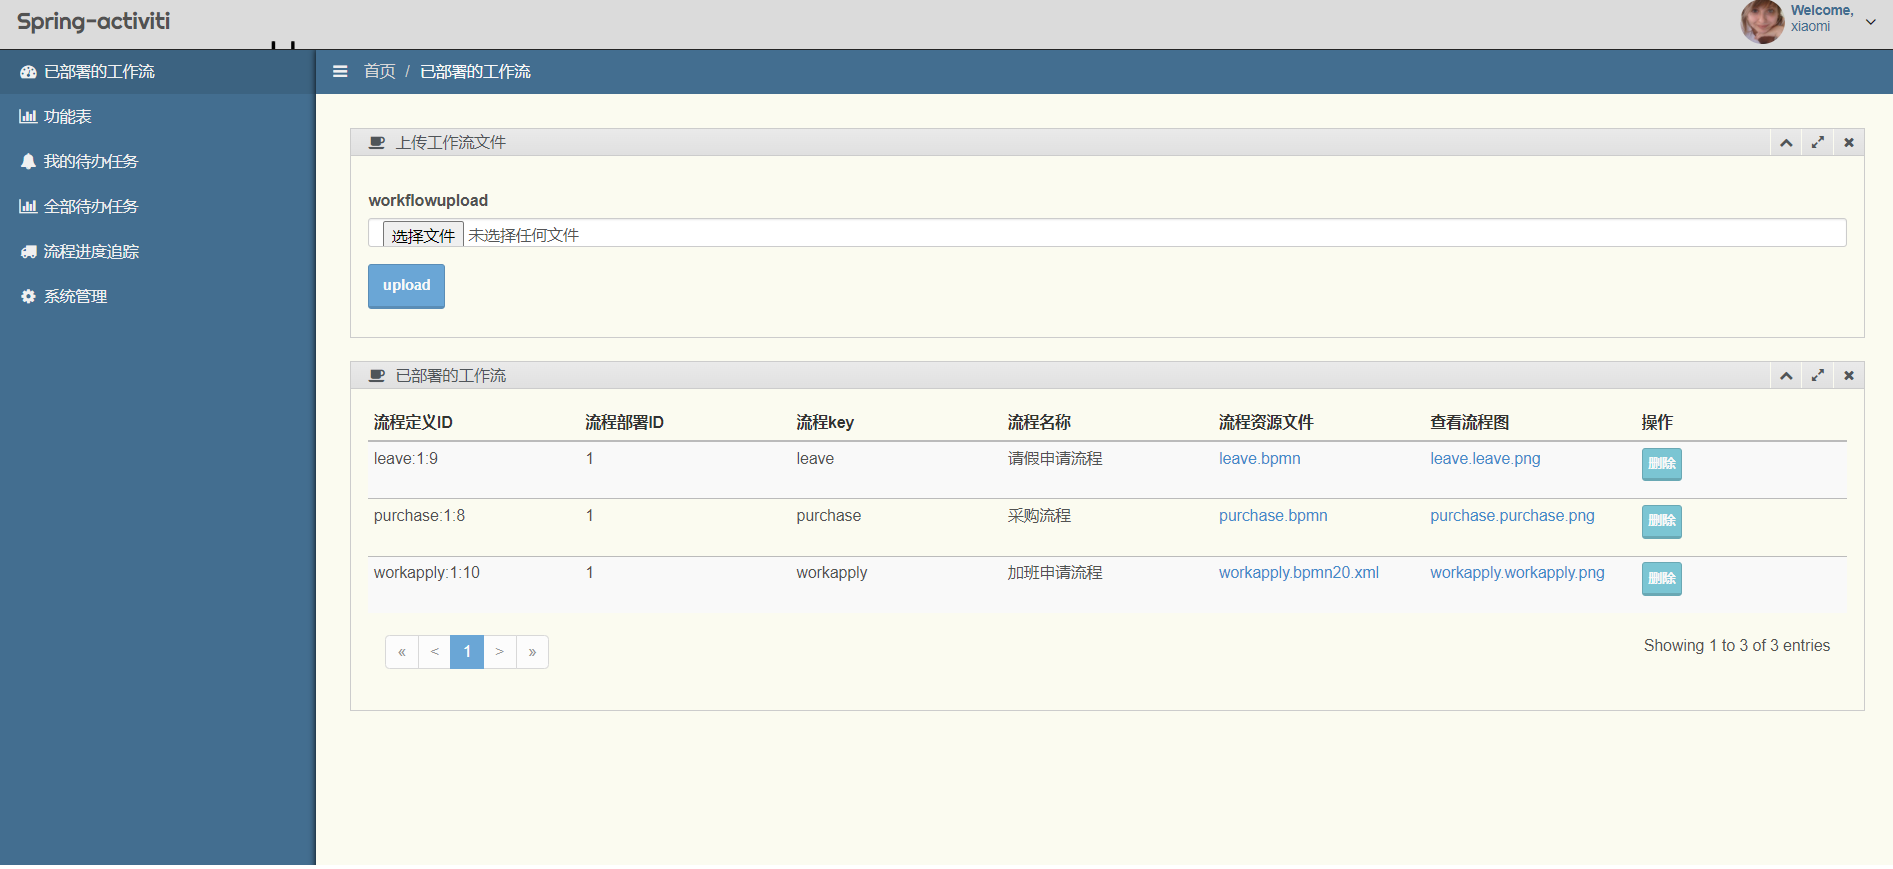 Spring-activiti
Welcome,
xiaomi
已部署的工作流
功能表
我的待办任务
全部待办任务
流程进度追踪
系统管理
首页 / 已部署的工作流
上传工作流文件
workflowupload
选择文件 未选择任何文件
upload
已部署的工作流
流程定义ID 流程部署ID 流程key 流程名称 流程资源文件 查看流程图 操作
leave:1:9 1 leave 请假申请流程 leave.bpmn leave.leave.png 删除
purchase:1:8 1 purchase 采购流程 purchase.bpmn purchase.purchase.png 删除
workapply:1:10 1 workapply 加班申请流程 workapply.bpmn20.xml workapply.workapply.png 删除
« < 1 > » Showing 1 to 3 of 3 entries